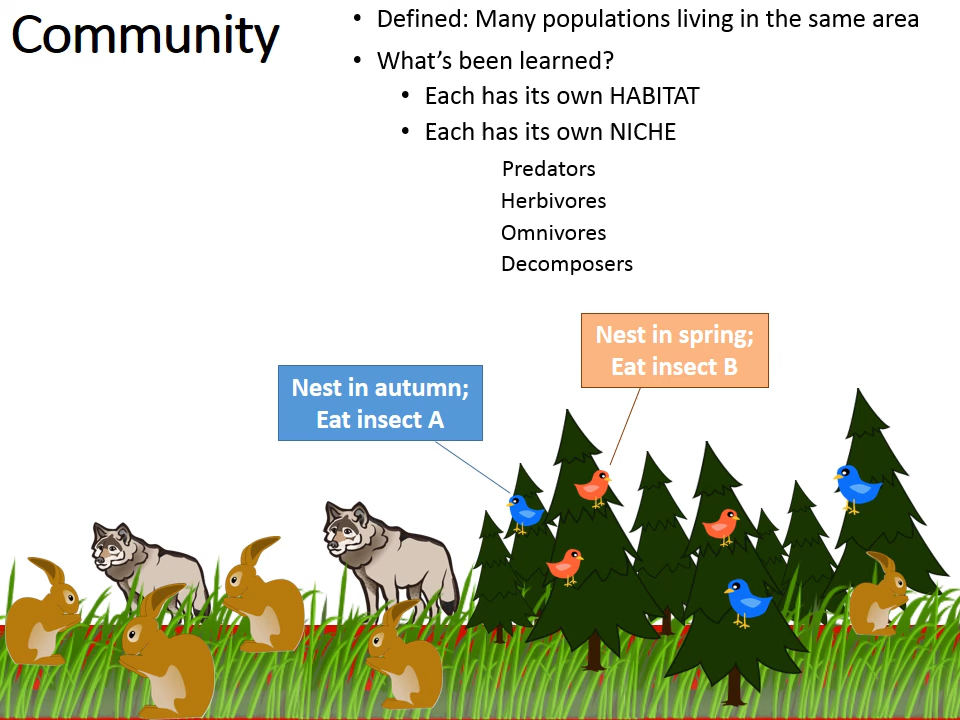 Community
• Defined: Many populations living in the same area
• What’s been learned?
• Each has its own HABITAT
• Each has its own NICHE
Predators
Herbivores
Omnivores
Decomposers
Nest in spring;
Eat insect B
Nest in autumn;
Eat insect A